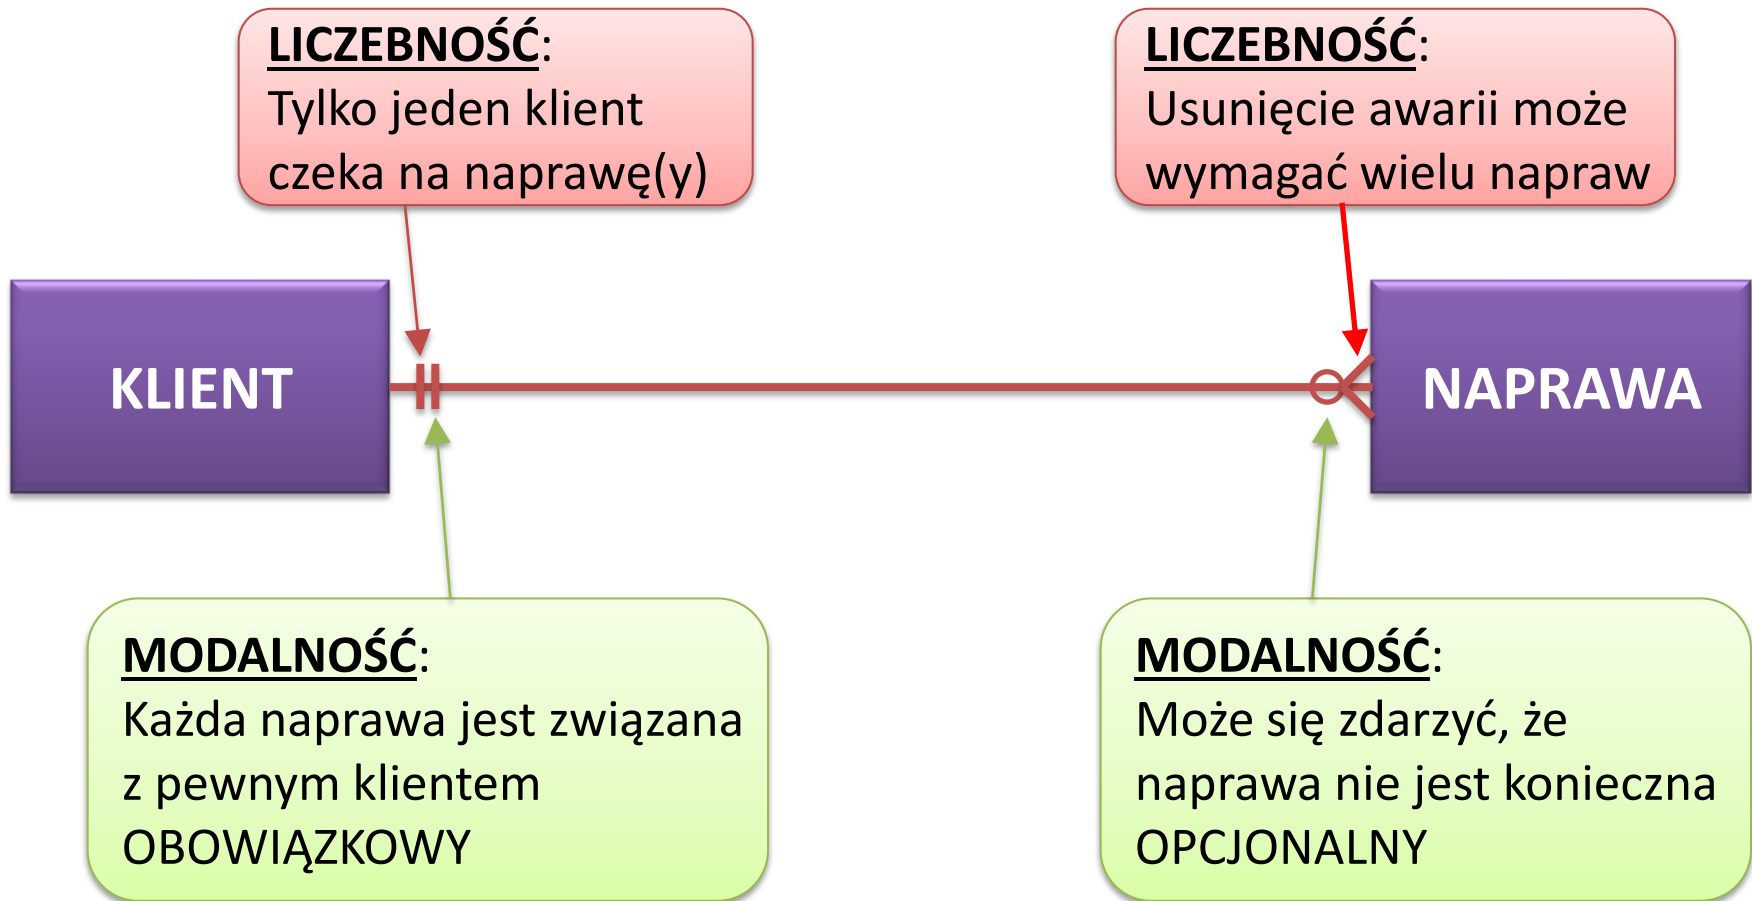 LICZEBNOŚĆ:
Tylko jeden klient
czeka na naprawę(y)
LICZEBNOŚĆ:
Usunięcie awarii może
wymagać wielu napraw
KLIENT
NAPRAWA
MODALNOŚĆ:
Każda naprawa jest związana
z pewnym klientem
OBOWIĄZKOWY
MODALNOŚĆ:
Może się zdarzyć, że
naprawa nie jest konieczna
OPCJONALNY